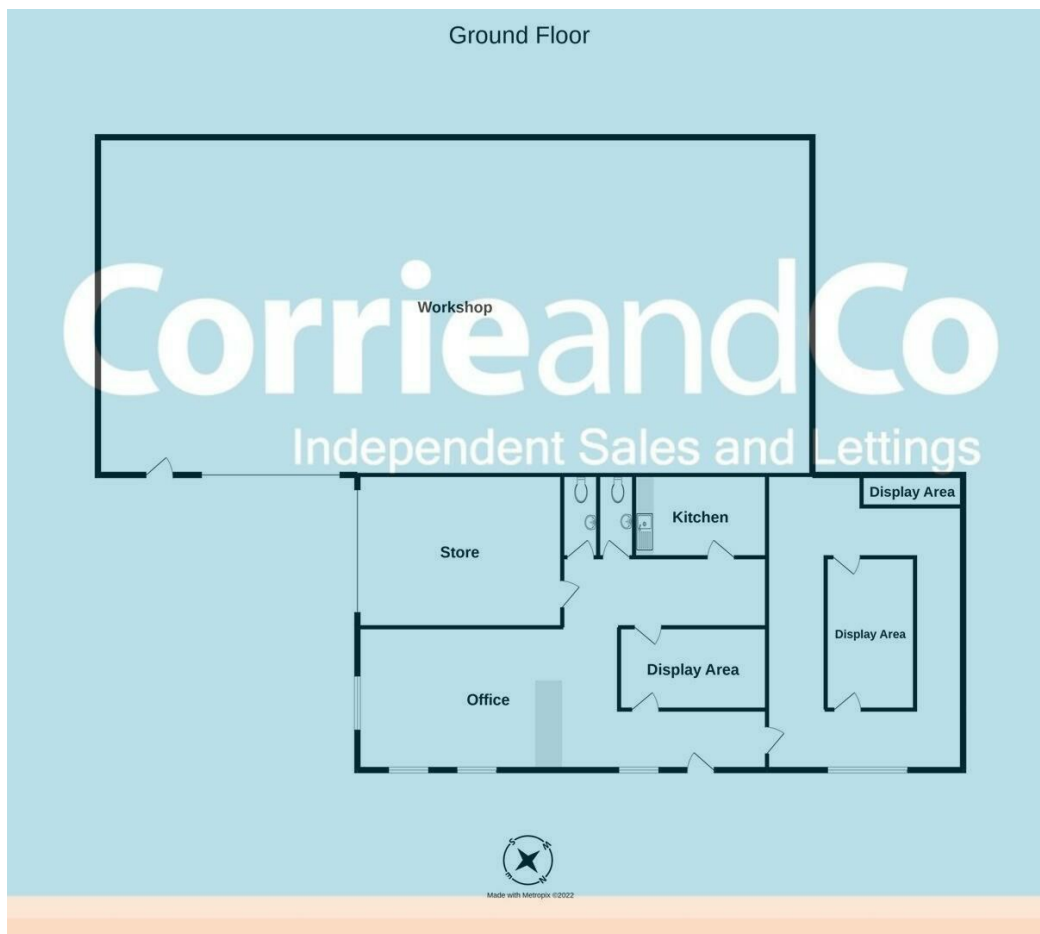 Ground Floor
Workshop
CorrieandCo
Independent Sales and Lettings
Display Area
Kitchen
Store
Display Area
Display Area
Office
S
W
E
N
Made with Metropix ©2022